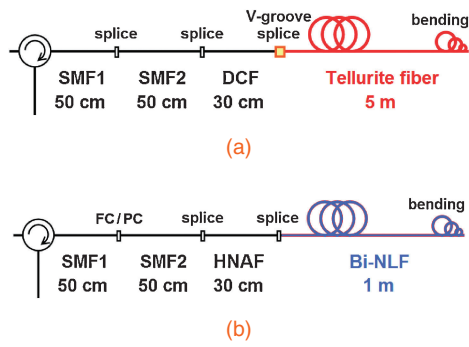 V-groove
bending
splice splice splice
SMF1 SMF2 DCF Tellurite fiber
50 cm 50 cm 30 cm 5 m
(a)
bending
FC/PC splice splice
SMF1 SMF2 HNAF Bi-NLF
50 cm 50 cm 30 cm 1 m
(b)